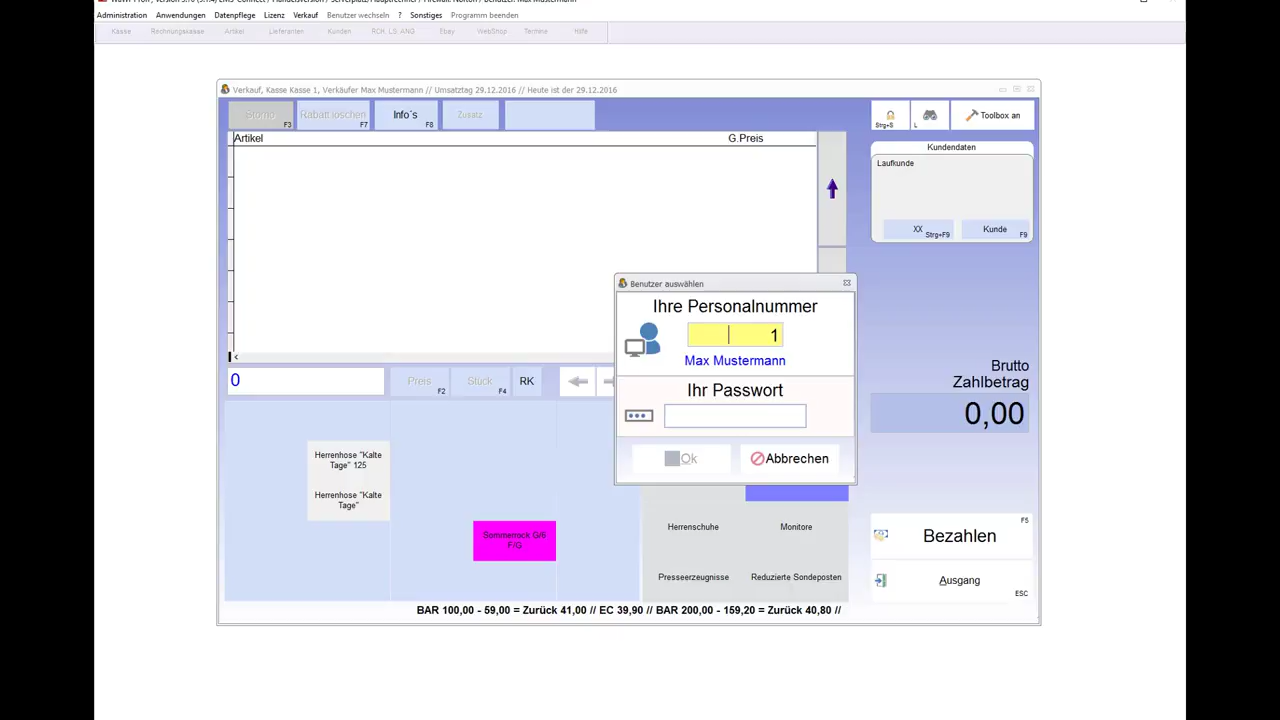 Administration Anwendungen Datenpflege Lizenz Verkauf Benutzer wechseln ? Sonstiges Programm beenden
Kasse Rechnungskasse Artikel Lieferanten Kunden RCH, LS, ANG Ebay WebShop Termine Hilfe
Verkauf, Kasse Kasse 1, Verkäufer Max Mustermann // Umsatztag 29.12.2016 // Heute ist der 29.12.2016
Storno F3 Rabatt löschen F7 Info´s F8 Zusatz
Strg+S L Toolbox an
Artikel G.Preis
Kundendaten
Laufkunde
XX Strg+F9 Kunde F9
Benutzer auswählen
Ihre Personalnummer
1
Max Mustermann
Ihr Passwort
Ok Abbrechen
Brutto
Zahlbetrag
0,00
0 Preis F2 Stück F4 RK
Herrenhose "Kalte
Tage" 125
Herrenhose "Kalte
Tage"
Sommerrock G/6
F/G
Herrenschuhe Monitore
Presseerzeugnisse Reduzierte Sondeposten
F5
Bezahlen
Ausgang
ESC
BAR 100,00 - 59,00 = Zurück 41,00 // EC 39,90 // BAR 200,00 - 159,20 = Zurück 40,80 //